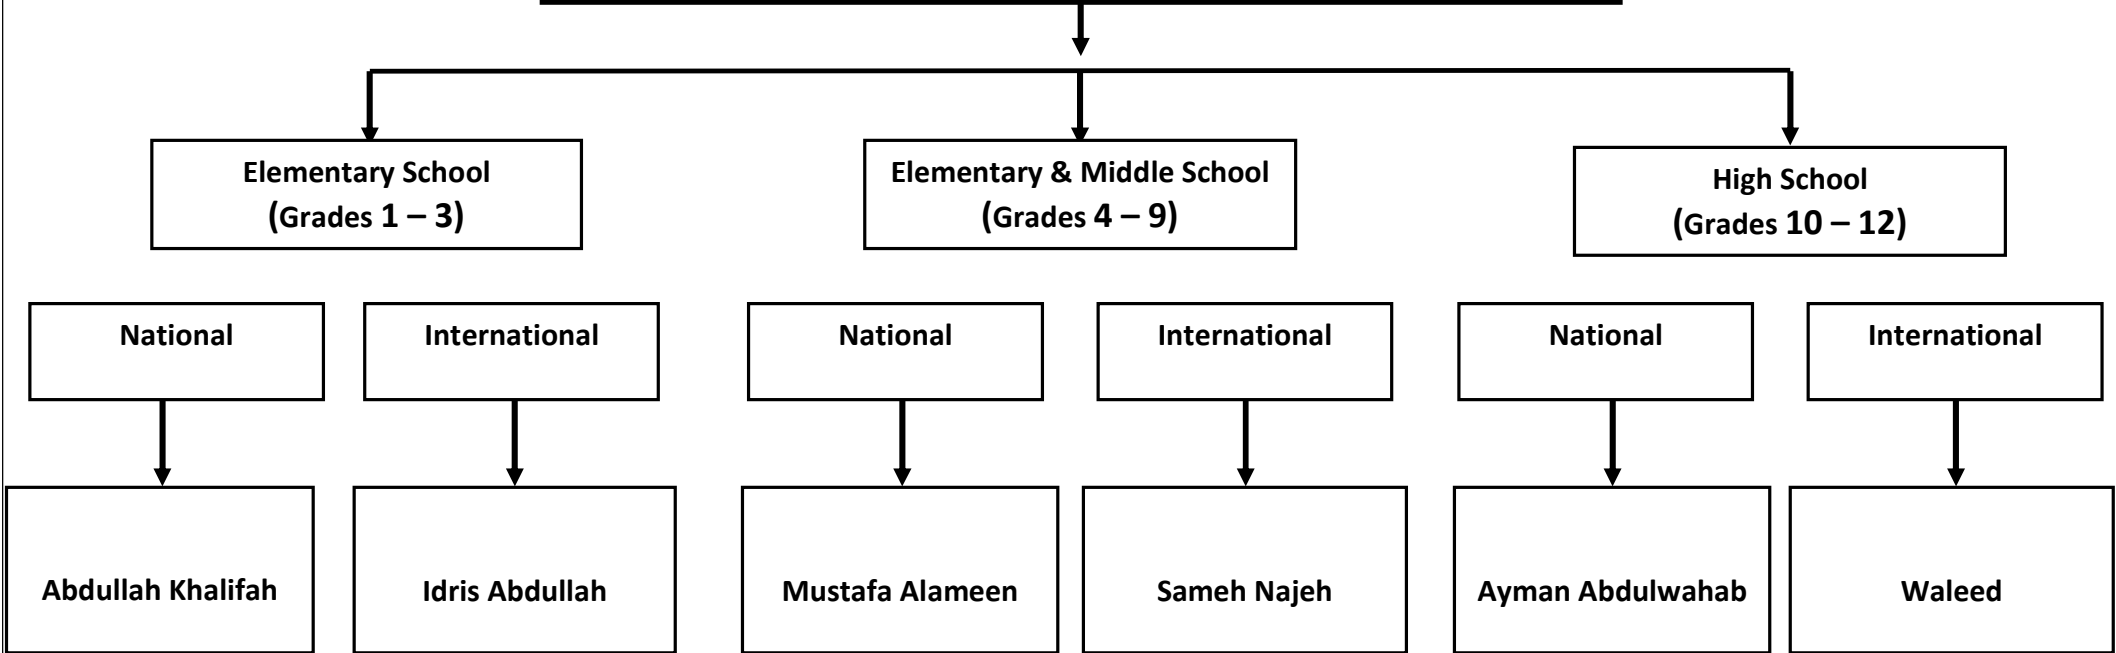 Elementary School
(Grades 1 – 3)
Elementary & Middle School
(Grades 4 – 9)
High School
(Grades 10 – 12)
National
International
National
International
National
International
Abdullah Khalifah
Idris Abdullah
Mustafa Alameen
Sameh Najeh
Ayman Abdulwahab
Waleed